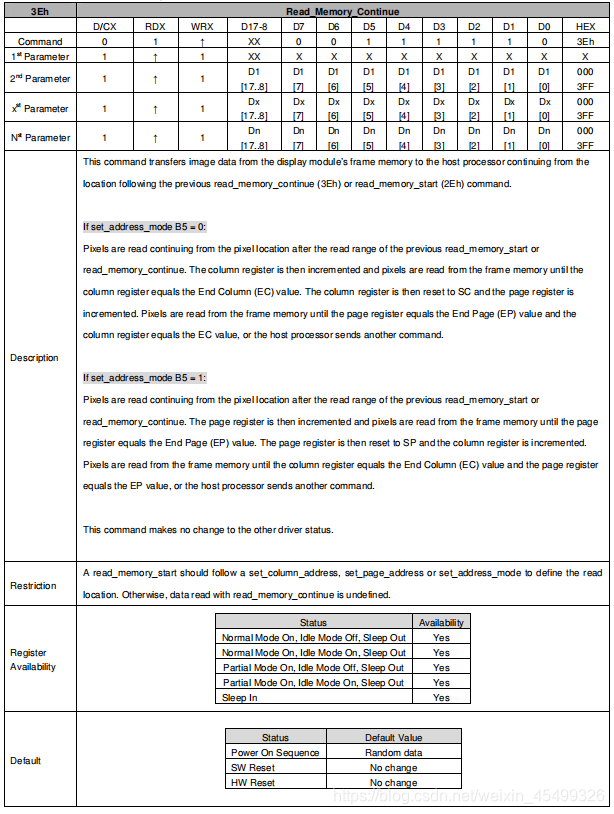 3Eh Read_Memory_Continue
D/CX RDX WRX D17-8 D7 D6 D5 D4 D3 D2 D1 D0 HEX
Command 0 1 ↑ XX 0 0 1 1 1 1 1 0 3Eh
1st Parameter 1 ↑ 1 XX X X X X X X X X X
2nd Parameter 1 ↑ 1 D1 [17..8] D1 [7] D1 [6] D1 [5] D1 [4] D1 [3] D1 [2] D1 [1] D1 [0] 000 3FF
xst Parameter 1 ↑ 1 Dx [17..8] Dx [7] Dx [6] Dx [5] Dx [4] Dx [3] Dx [2] Dx [1] Dx [0] 000 3FF
Nst Parameter 1 ↑ 1 Dn [17..8] Dn [7] Dn [6] Dn [5] Dn [4] Dn [3] Dn [2] Dn [1] Dn [0] 000 3FF
Description
This command transfers image data from the display module's frame memory to the host processor continuing from the
location following the previous read_memory_continue (3Eh) or read_memory_start (2Eh) command.
If set_address_mode B5 = 0:
Pixels are read continuing from the pixel location after the read range of the previous read_memory_start or
read_memory_continue. The column register is then incremented and pixels are read from the frame memory until the
column register equals the End Column (EC) value. The column register is then reset to SC and the page register is
incremented. Pixels are read from the frame memory until the page register equals the End Page (EP) value and the
column register equals the EC value, or the host processor sends another command.
If set_address_mode B5 = 1:
Pixels are read continuing from the pixel location after the read range of the previous read_memory_start or
read_memory_continue. The page register is then incremented and pixels are read from the frame memory until the page
register equals the End Page (EP) value. The page register is then reset to SP and the column register is incremented.
Pixels are read from the frame memory until the column register equals the End Column (EC) value and the page register
equals the EP value, or the host processor sends another command.
This command makes no change to the other driver status.
Restriction
A read_memory_start should follow a set_column_address, set_page_address or set_address_mode to define the read
location. Otherwise, data read with read_memory_continue is undefined.
Register
Availability
Status Availability
Normal Mode On, Idle Mode Off, Sleep Out Yes
Normal Mode On, Idle Mode On, Sleep Out Yes
Partial Mode On, Idle Mode Off, Sleep Out Yes
Partial Mode On, Idle Mode On, Sleep Out Yes
Sleep In Yes
Default
Status Default Value
Power On Sequence Random data
SW Reset No change
HW Reset No change
https://blog.csdn.net/weixin_45499326